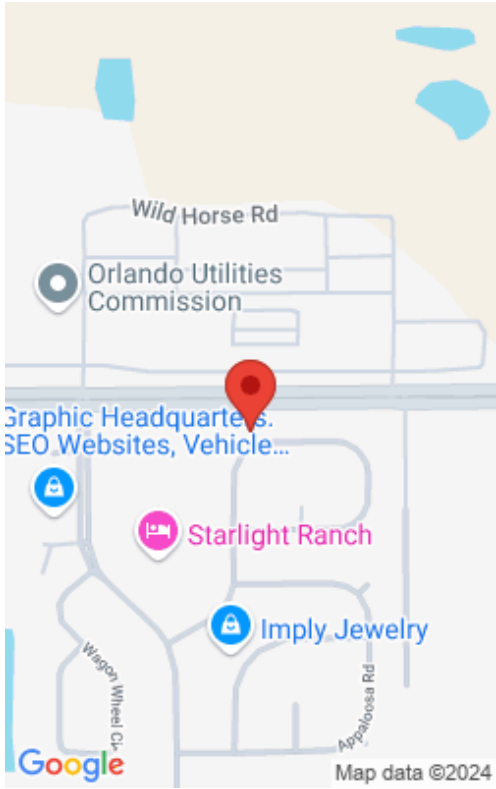 Wild Horse Rd
Orlando Utilities
Commission
Graphic Headquarters.
SEO Websites, Vehicle...
Starlight Ranch
Imply Jewelry
Wagon Wheel Cir
Appaloosa Rd
Google
Map data ©2024